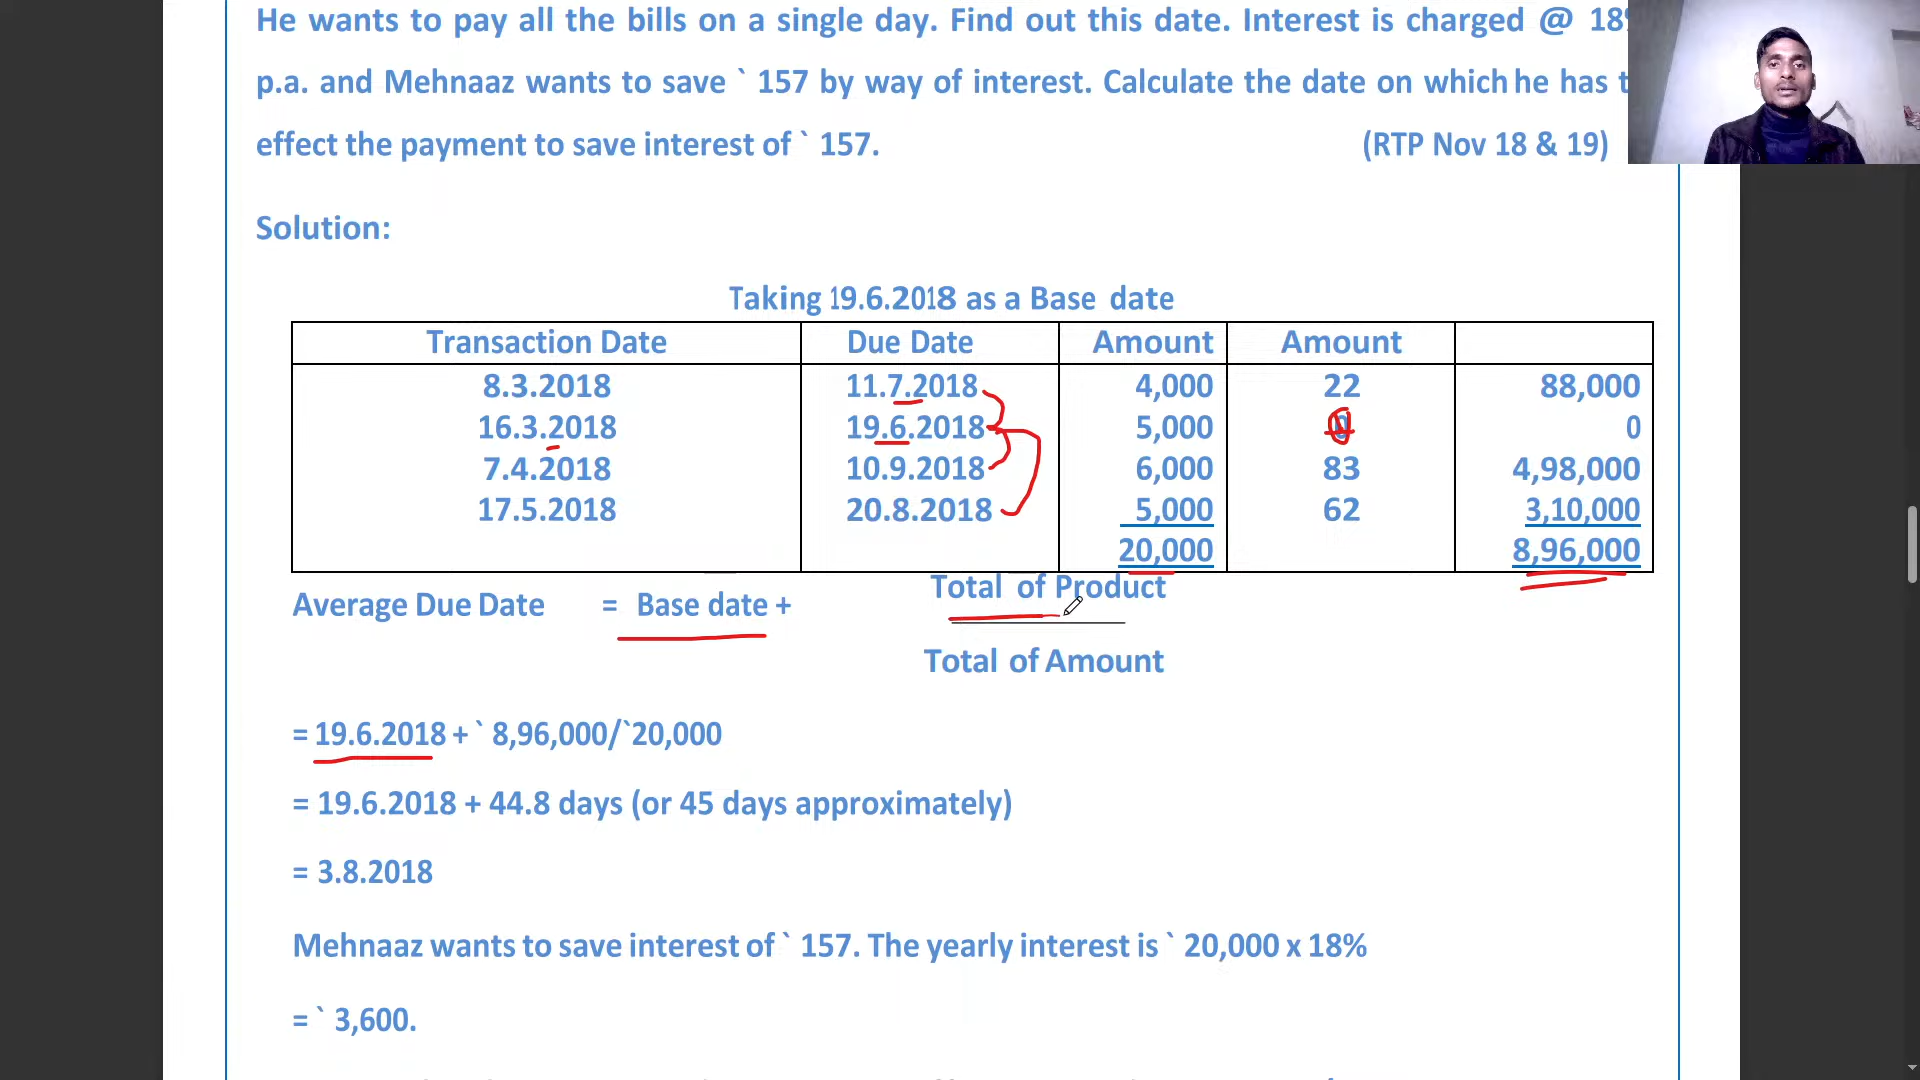 He wants to pay all the bills on a single day. Find out this date. Interest is charged @ 18%
p.a. and Mehnaaz wants to save ` 157 by way of interest. Calculate the date on which he has t
effect the payment to save interest of ` 157. (RTP Nov 18 & 19)
Solution:
Taking 19.6.2018 as a Base date
Transaction Date Due Date Amount Amount
8.3.2018 11.7.2018 4,000 22 88,000
16.3.2018 19.6.2018 5,000 0 0
7.4.2018 10.9.2018 6,000 83 4,98,000
17.5.2018 20.8.2018 5,000 62 3,10,000
20,000 8,96,000
Total of Product
Average Due Date = Base date +
Total of Amount
= 19.6.2018 + ` 8,96,000/`20,000
= 19.6.2018 + 44.8 days (or 45 days approximately)
= 3.8.2018
Mehnaaz wants to save interest of ` 157. The yearly interest is ` 20,000 x 18%
= ` 3,600.